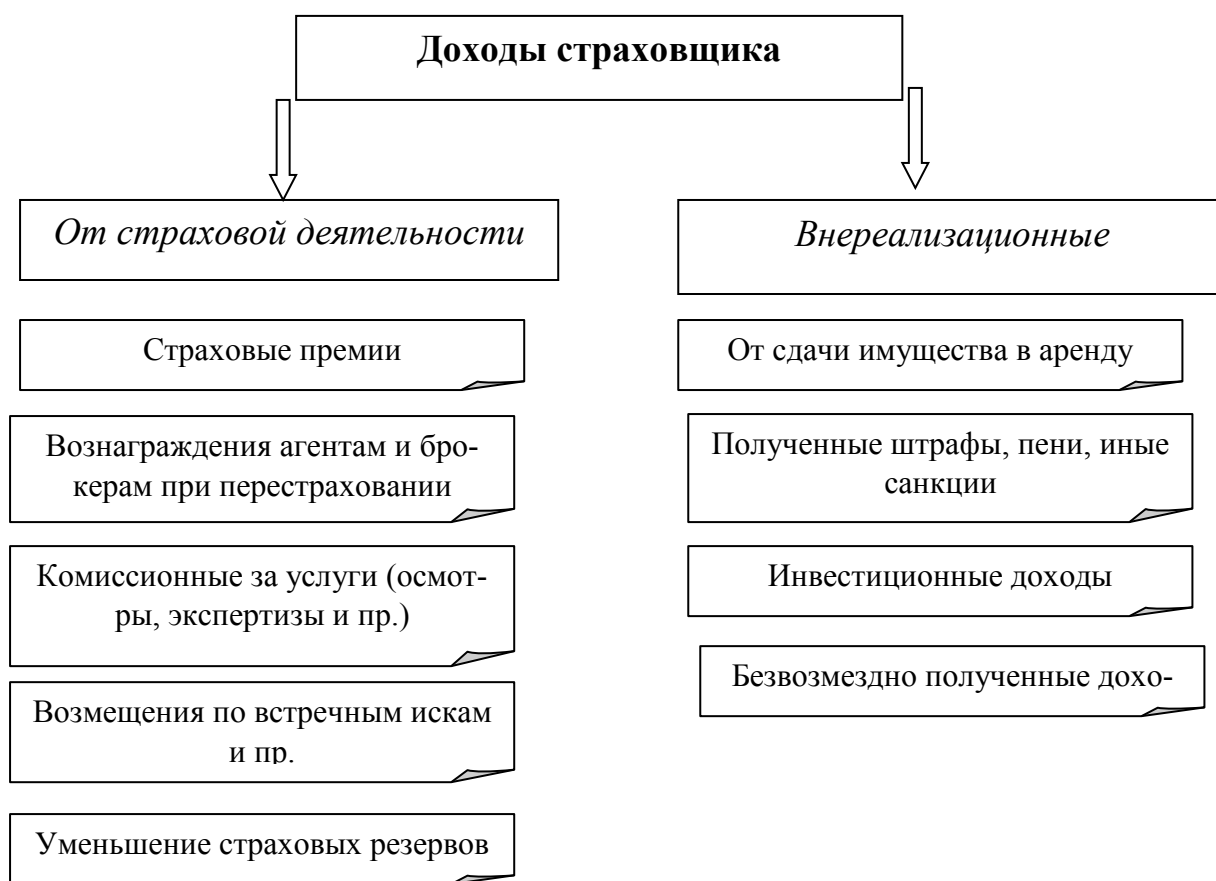 Доходы страховщика
От страховой деятельности
Внереализационные
Страховые премии
Вознаграждения агентам и бро-
керам при перестраховании
Комиссионные за услуги (осмот-
ры, экспертизы и пр.)
Возмещения по встречным искам
и пр.
Уменьшение страховых резервов
От сдачи имущества в аренду
Полученные штрафы, пени, иные
санкции
Инвестиционные доходы
Безвозмездно полученные дохо-